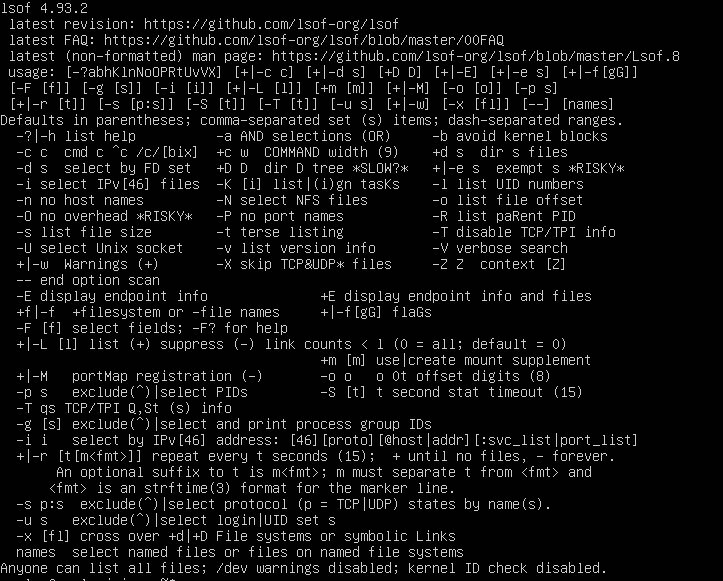 lsof 4.93.2
 latest revision: https://github.com/lsof-org/lsof
 latest FAQ: https://github.com/lsof-org/lsof/blob/master/00FAQ
 latest (non-formatted) man page: https://github.com/lsof-org/lsof/blob/master/Lsof.8
 usage: [-?abhKlnNoOPRtUvVX] [+|-c c] [+|-d s] [+D D] [+|-E] [+|-e s] [+|-f[gG]]
 [-F [f]] [-g [s]] [-i [i]] [+|-L [l]] [+m [m]] [+|-M] [-o [o]] [-p s]
 [+|-r [t]] [-s [p:s]] [-S [t]] [-T [t]] [-u s] [+|-w] [-x [fl]] [--] [names]
Defaults in parentheses; comma-separated set (s) items; dash-separated ranges.
  -?|-h list help          -a AND selections (OR)     -b avoid kernel blocks
  -c c  cmd c ^c /c/[bix]  +c w  COMMAND width (9)    +d s  dir s files
  -d s  select by FD set   +D D  dir D tree *SLOW?*   +|-e s  exempt s *RISKY*
  -i select IPv[46] files  -K [i] list|(i)gn tasKs    -l list UID numbers
  -n no host names         -N select NFS files        -o list file offset
  -O no overhead *RISKY*   -P no port names           -R list paRent PID
  -s list file size        -t terse listing           -T disable TCP/TPI info
  -U select Unix socket    -v list version info       -V verbose search
  +|-w  Warnings (+)       -X skip TCP&UDP* files     -Z Z  context [Z]
  -- end option scan
  -E display endpoint info              +E display endpoint info and files
  +f|-f  +filesystem or -file names     +|-f[gG] flaGs
  -F [f] select fields; -F? for help
  +|-L [l] list (+) suppress (-) link counts < l (0 = all; default = 0)
                                        +m [m] use|create mount supplement
  +|-M   portMap registration (-)       -o o   o 0t offset digits (8)
  -p s   exclude(^)|select PIDs         -S [t] t second stat timeout (15)
  -T qs TCP/TPI Q,St (s) info
  -g [s] exclude(^)|select and print process group IDs
  -i i   select by IPv[46] address: [46][proto][@host|addr][:svc_list|port_list]
  +|-r [t[m<fmt>]] repeat every t seconds (15);  + until no files, - forever.
       An optional suffix to t is m<fmt>; m must separate t from <fmt> and
      <fmt> is an strftime(3) format for the marker line.
  -s p:s  exclude(^)|select protocol (p = TCP|UDP) states by name(s).
  -u s   exclude(^)|select login|UID set s
  -x [fl] cross over +d|+D File systems or symbolic Links
  names  select named files or files on named file systems
Anyone can list all files; /dev warnings disabled; kernel ID check disabled.